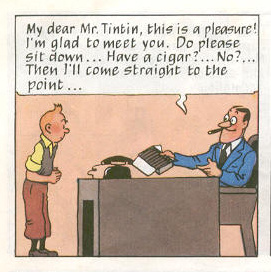 My dear Mr. Tintin, this is a pleasure!
I'm glad to meet you. Do please
sit down... Have a cigar?... No?...
Then I'll come straight to the
point...